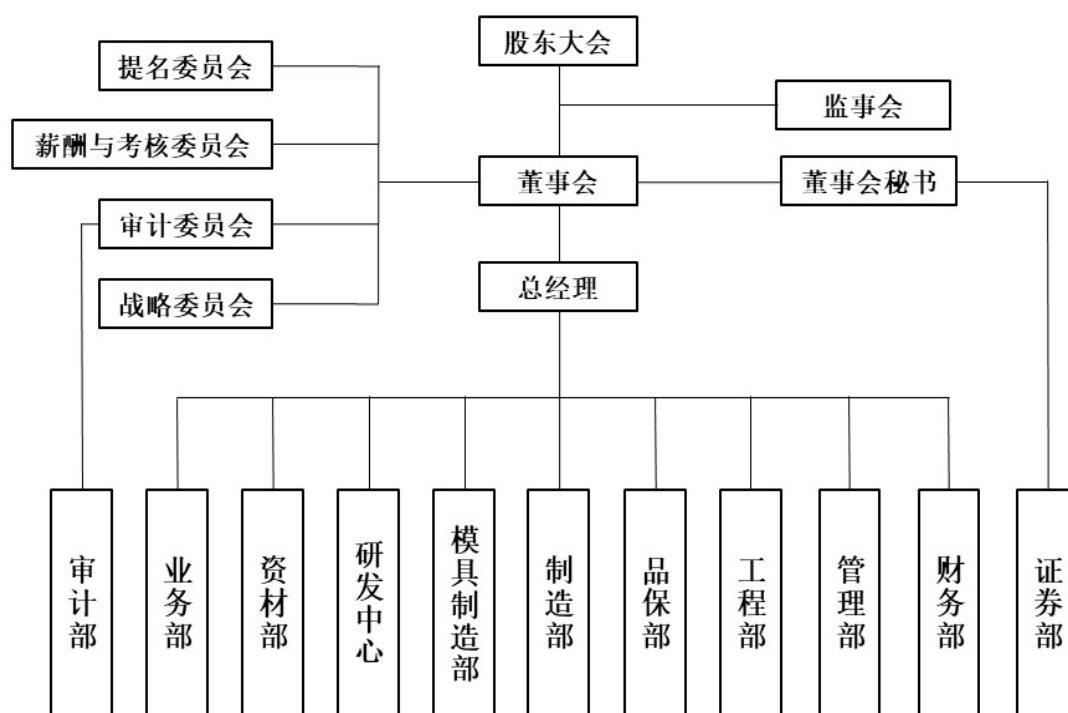 股东大会
提名委员会
监事会
薪酬与考核委员会
董事会
董事会秘书
审计委员会
总经理
战略委员会
审计部
业务部
资材部
研发中心
模具制造部
制造部
品保部
工程部
管理部
财务部
证券部